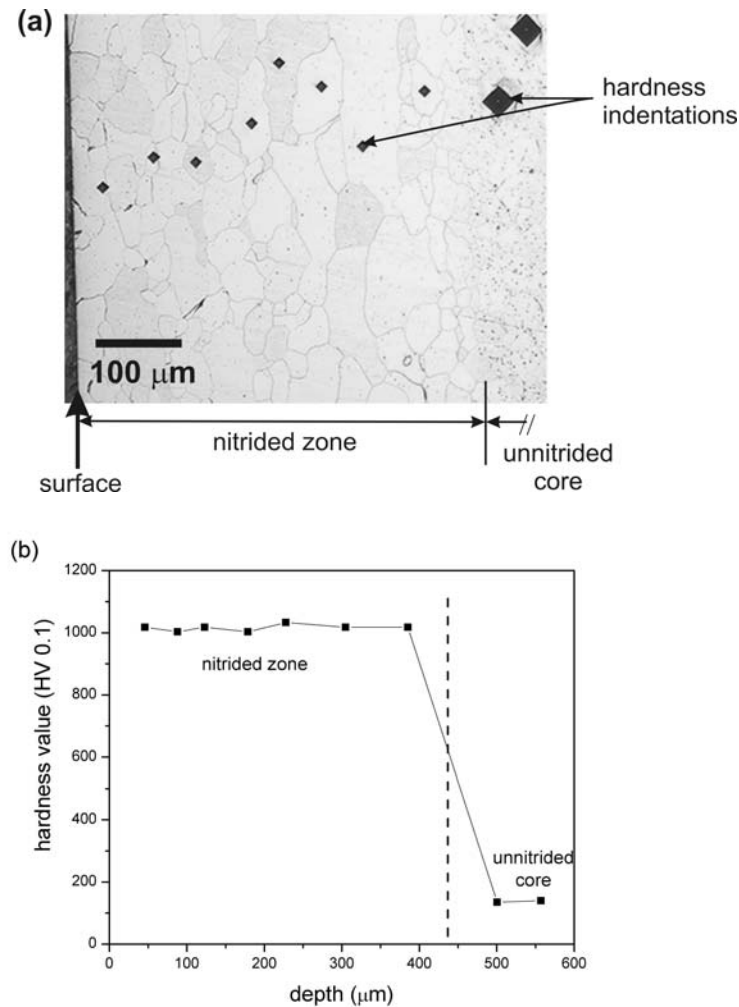 (a)
hardness
indentations
100 μm
nitrided zone
unnitrided
core
surface
(b)
1200
1000
800
600
400
200
0
hardness value (HV 0.1)
nitrided zone
unnitrided
core
0 100 200 300 400 500 600
depth (μm)